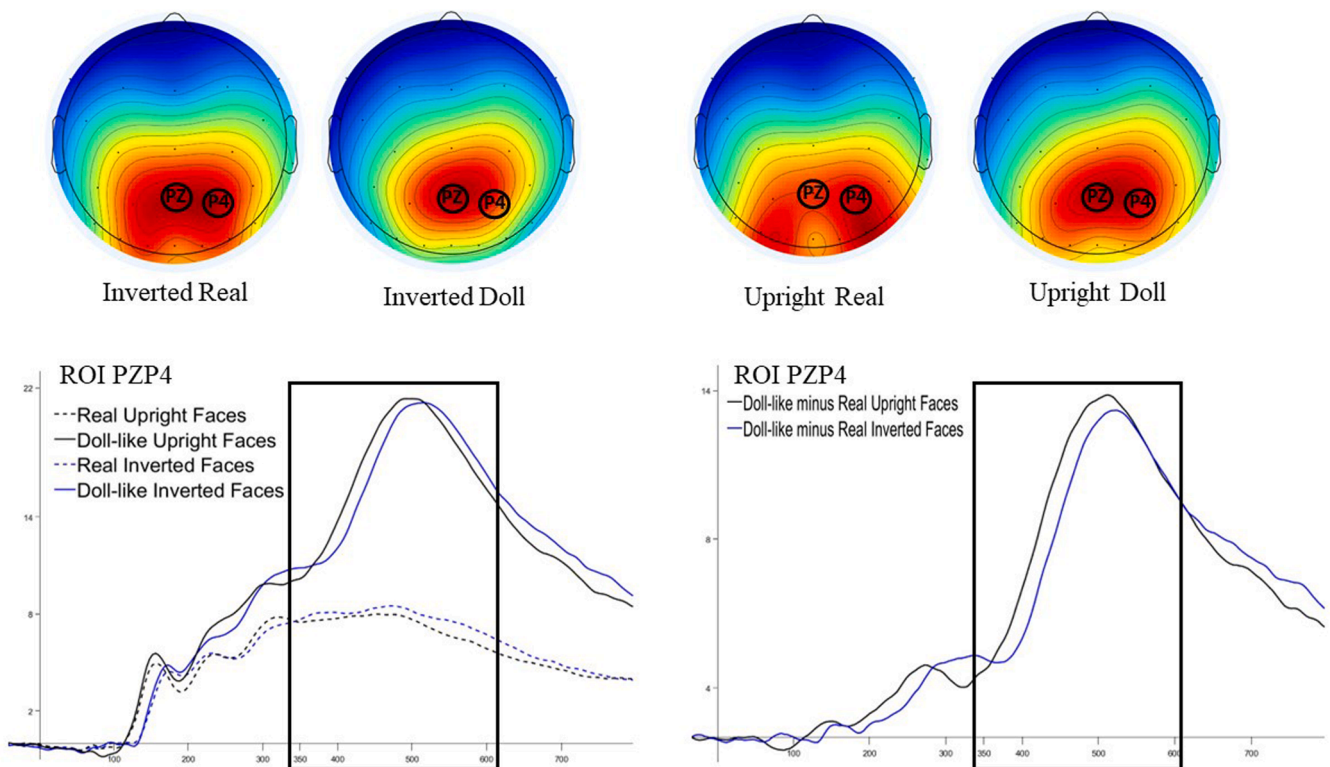 PZ P4
PZ P4
PZ P4
PZ P4
Inverted Real
Inverted Doll
Upright Real
Upright Doll
ROI PZP4
22
Real Upright Faces
Doll-like Upright Faces
Real Inverted Faces
Doll-like Inverted Faces
14
8
2
100 200 300 350 400 500 600 700
ROI PZP4
14
Doll-like minus Real Upright Faces
Doll-like minus Real Inverted Faces
8
4
100 200 300 350 400 500 600 700